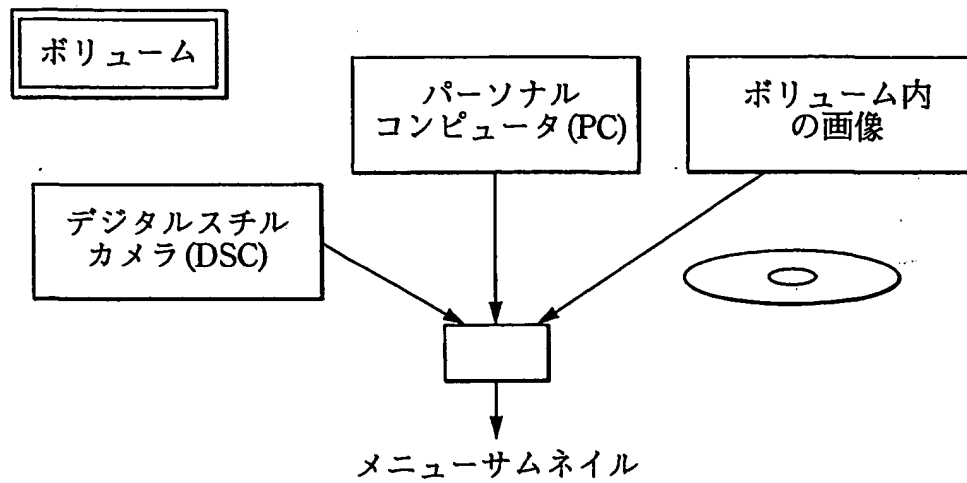 ボリューム
パーソナル
コンピュータ(PC)
ボリューム内
の画像
デジタルスチル
カメラ(DSC)
メニューサムネイル